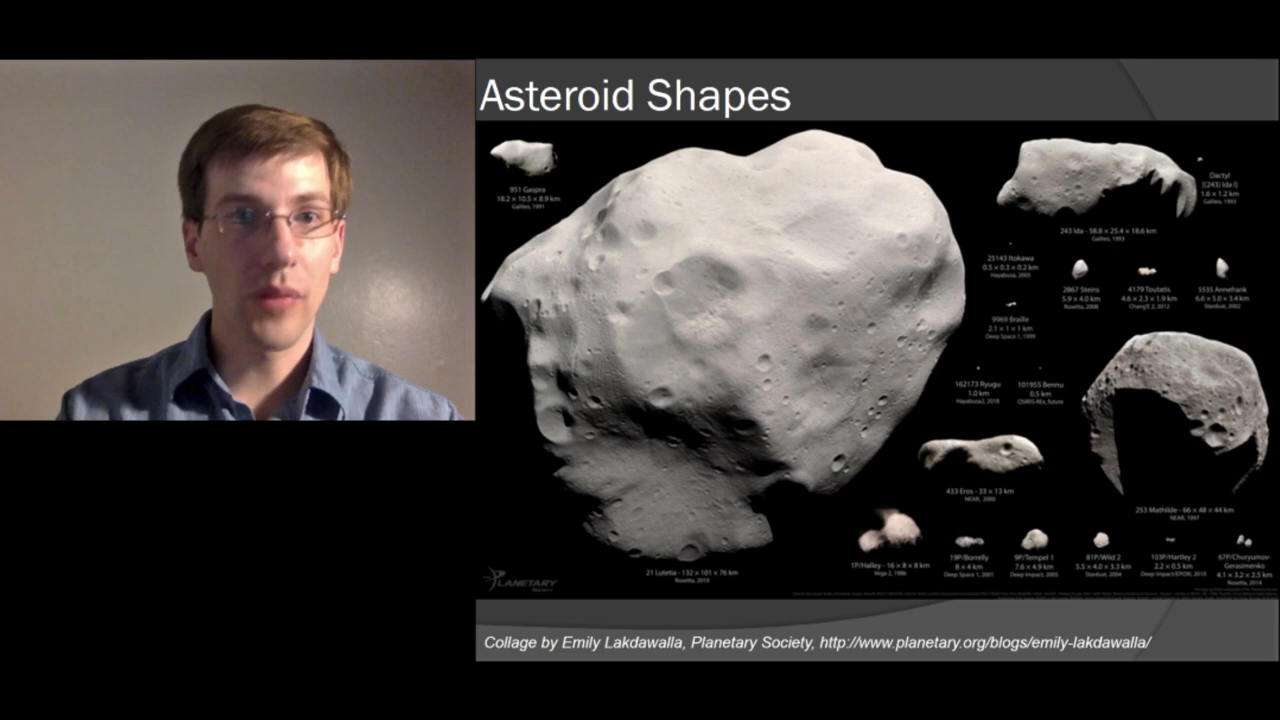 Asteroid Shapes
951 Gaspra
18.2 × 10.5 × 8.9 km
Galileo, 1991
Dactyl
[(243) Ida I]
1.6 × 1.2 km
Galileo, 1993
243 Ida - 58.8 × 25.4 × 18.6 km
Galileo, 1993
25143 Itokawa
0.5 × 0.3 × 0.2 km
Hayabusa, 2005
2867 Steins
5.9 × 4.0 km
Rosetta, 2008
4179 Toutatis
4.6 × 2.3 × 1.9 km
Chang'E 2, 2012
5535 Annefrank
6.6 × 5.0 × 3.4 km
Stardust, 2002
9969 Braille
2.1 × 1 × 1 km
Deep Space 1, 1999
162173 Ryugu
1.0 km
Hayabusa2, 2018
101955 Bennu
0.5 km
OSIRIS-REx, future
433 Eros - 33 × 13 km
NEAR, 2000
253 Mathilde - 66 × 48 × 44 km
NEAR, 1997
21 Lutetia - 132 × 101 × 76 km
Rosetta, 2010
1P/Halley - 16 × 8 × 8 km
Vega 2, 1986
19P/Borrelly
8 × 4 km
Deep Space 1, 2001
9P/Tempel 1
7.6 × 4.9 km
Deep Impact, 2005
81P/Wild 2
5.5 × 4.0 × 3.3 km
Stardust, 2004
103P/Hartley 2
2.2 × 0.5 km
Deep Impact/EPOXI, 2010
67P/Churyumov-
Gerasimenko
4.1 × 3.2 × 2.5 km
Rosetta, 2014
PLANETARY
SOCIETY
Collage by Emily Lakdawalla, Planetary Society, http://www.planetary.org/blogs/emily-lakdawalla/